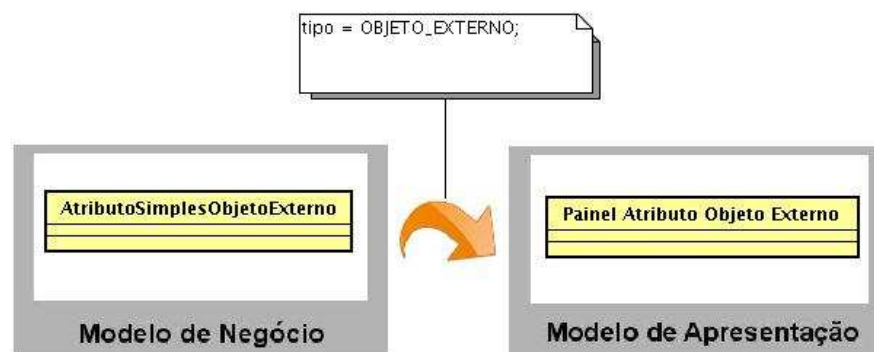 tipo = OBJETO_EXTERNO;
AtributoSimplesObjetoExterno
Painel Atributo Objeto Externo
Modelo de Negócio
Modelo de Apresentação